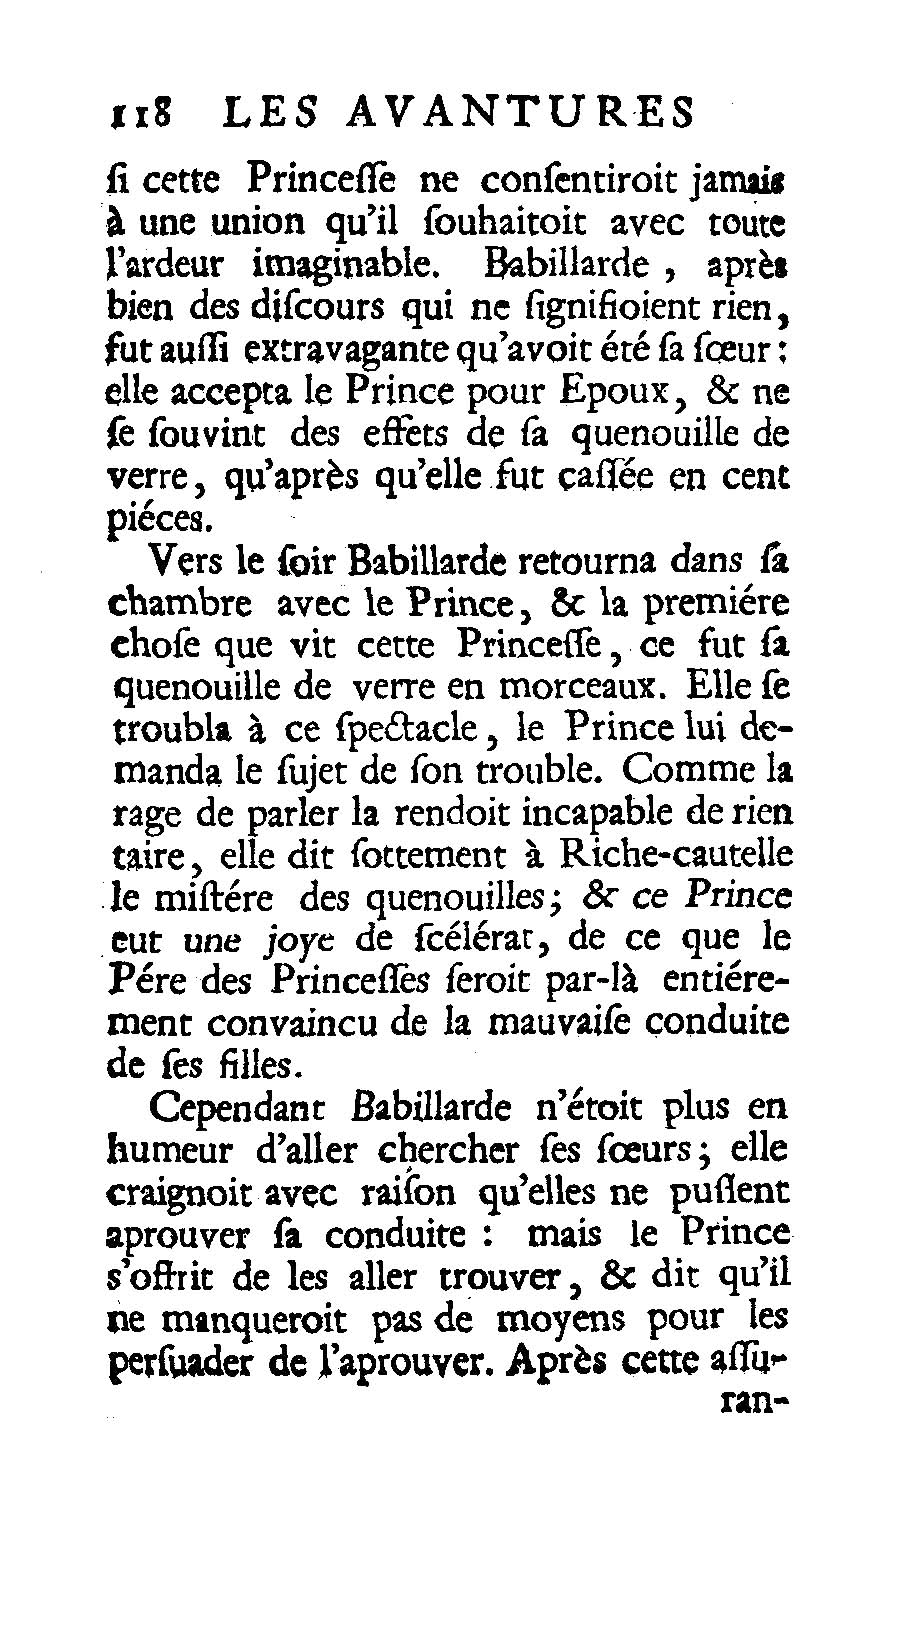 118 LES AVANTURES
ſi cette Princeſſe ne conſentiroit jamais
à une union qu'il ſouhaitoit avec toute
l'ardeur imaginable. Babillarde , après
bien des diſcours qui ne ſignifioient rien,
fut auſſi extravagante qu'avoit été ſa ſœur :
elle accepta le Prince pour Epoux, & ne
ſe ſouvint des effets de ſa quenouille de
verre, qu'après qu'elle fut caſſée en cent
piéces.
Vers le ſoir Babillarde retourna dans ſa
chambre avec le Prince, & la premiére
choſe que vit cette Princeſſe, ce fut ſa
quenouille de verre en morceaux. Elle ſe
troubla à ce ſpectacle, le Prince lui de-
manda le ſujet de ſon trouble. Comme la
rage de parler la rendoit incapable de rien
taire, elle dit ſottement à Riche-cautelle
le miſtére des quenouilles; & ce Prince
eut une joye de ſcélérat, de ce que le
Pére des Princeſſes ſeroit par-là entiére-
ment convaincu de la mauvaiſe conduite
de ſes filles.
Cependant Babillarde n'étoit plus en
humeur d'aller chercher ſes ſœurs; elle
craignoit avec raiſon qu'elles ne puſſent
aprouver ſa conduite : mais le Prince
s'offrit de les aller trouver, & dit qu'il
ne manqueroit pas de moyens pour les
perſuader de l'aprouver. Après cette aſſu-
ran-